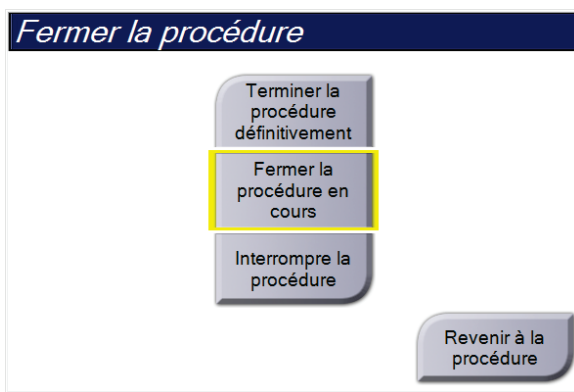 Fermer la procédure
Terminer la
procédure
définitivement
Fermer la
procédure en
cours
Interrompre la
procédure
Revenir à la
procédure